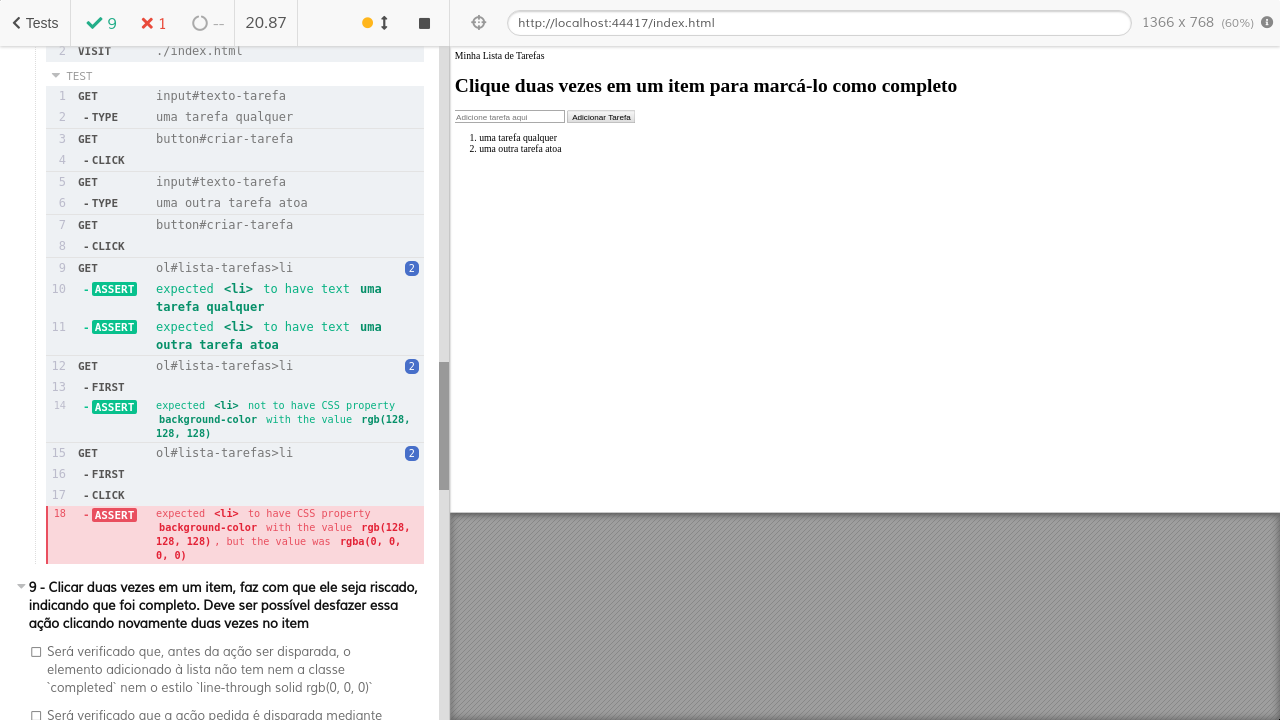 Tests
9
1
--
20.87
http://localhost:44417/index.html
1366 x 768 (60%)
2 VISIT ./index.html
TEST
1 GET input#texto-tarefa
2 -TYPE uma tarefa qualquer
3 GET button#criar-tarefa
4 -CLICK
5 GET input#texto-tarefa
6 -TYPE uma outra tarefa atoa
7 GET button#criar-tarefa
8 -CLICK
9 GET ol#lista-tarefas>li 2
10 -ASSERT expected <li> to have text uma
tarefa qualquer
11 -ASSERT expected <li> to have text uma
outra tarefa atoa
12 GET ol#lista-tarefas>li 2
13 -FIRST
14 -ASSERT expected <li> not to have CSS property
background-color with the value rgb(128,
128, 128)
15 GET ol#lista-tarefas>li 2
16 -FIRST
17 -CLICK
18 -ASSERT expected <li> to have CSS property
background-color with the value rgb(128,
128, 128), but the value was rgba(0, 0,
0, 0)
9 - Clicar duas vezes em um item, faz com que ele seja riscado,
indicando que foi completo. Deve ser possível desfazer essa
ação clicando novamente duas vezes no item
Será verificado que, antes da ação ser disparada, o
elemento adicionado à lista não tem nem a classe
`completed` nem o estilo `line-through solid rgb(0, 0, 0)`
Será verificado que a ação pedida é disparada mediante
Minha Lista de Tarefas
Clique duas vezes em um item para marcá-lo como completo
Adicione tarefa aqui
Adicionar Tarefa
1. uma tarefa qualquer
2. uma outra tarefa atoa